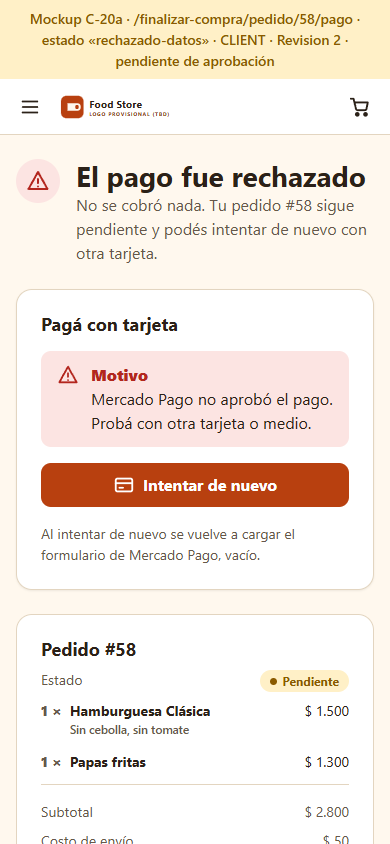 Mockup C-20a · /finalizar-compra/pedido/58/pago ·
estado «rechazado-datos» · CLIENT · Revision 2 ·
pendiente de aprobación
Food Store
LOGO PROVISIONAL (TBD)
El pago fue rechazado
No se cobró nada. Tu pedido #58 sigue
pendiente y podés intentar de nuevo con
otra tarjeta.
Pagá con tarjeta
Motivo
Mercado Pago no aprobó el pago.
Probá con otra tarjeta o medio.
Intentar de nuevo
Al intentar de nuevo se vuelve a cargar el
formulario de Mercado Pago, vacío.
Pedido #58
Estado Pendiente
1 × Hamburguesa Clásica $ 1.500
Sin cebolla, sin tomate
1 × Papas fritas $ 1.300
Subtotal $ 2.800
Costo de envío $ 50